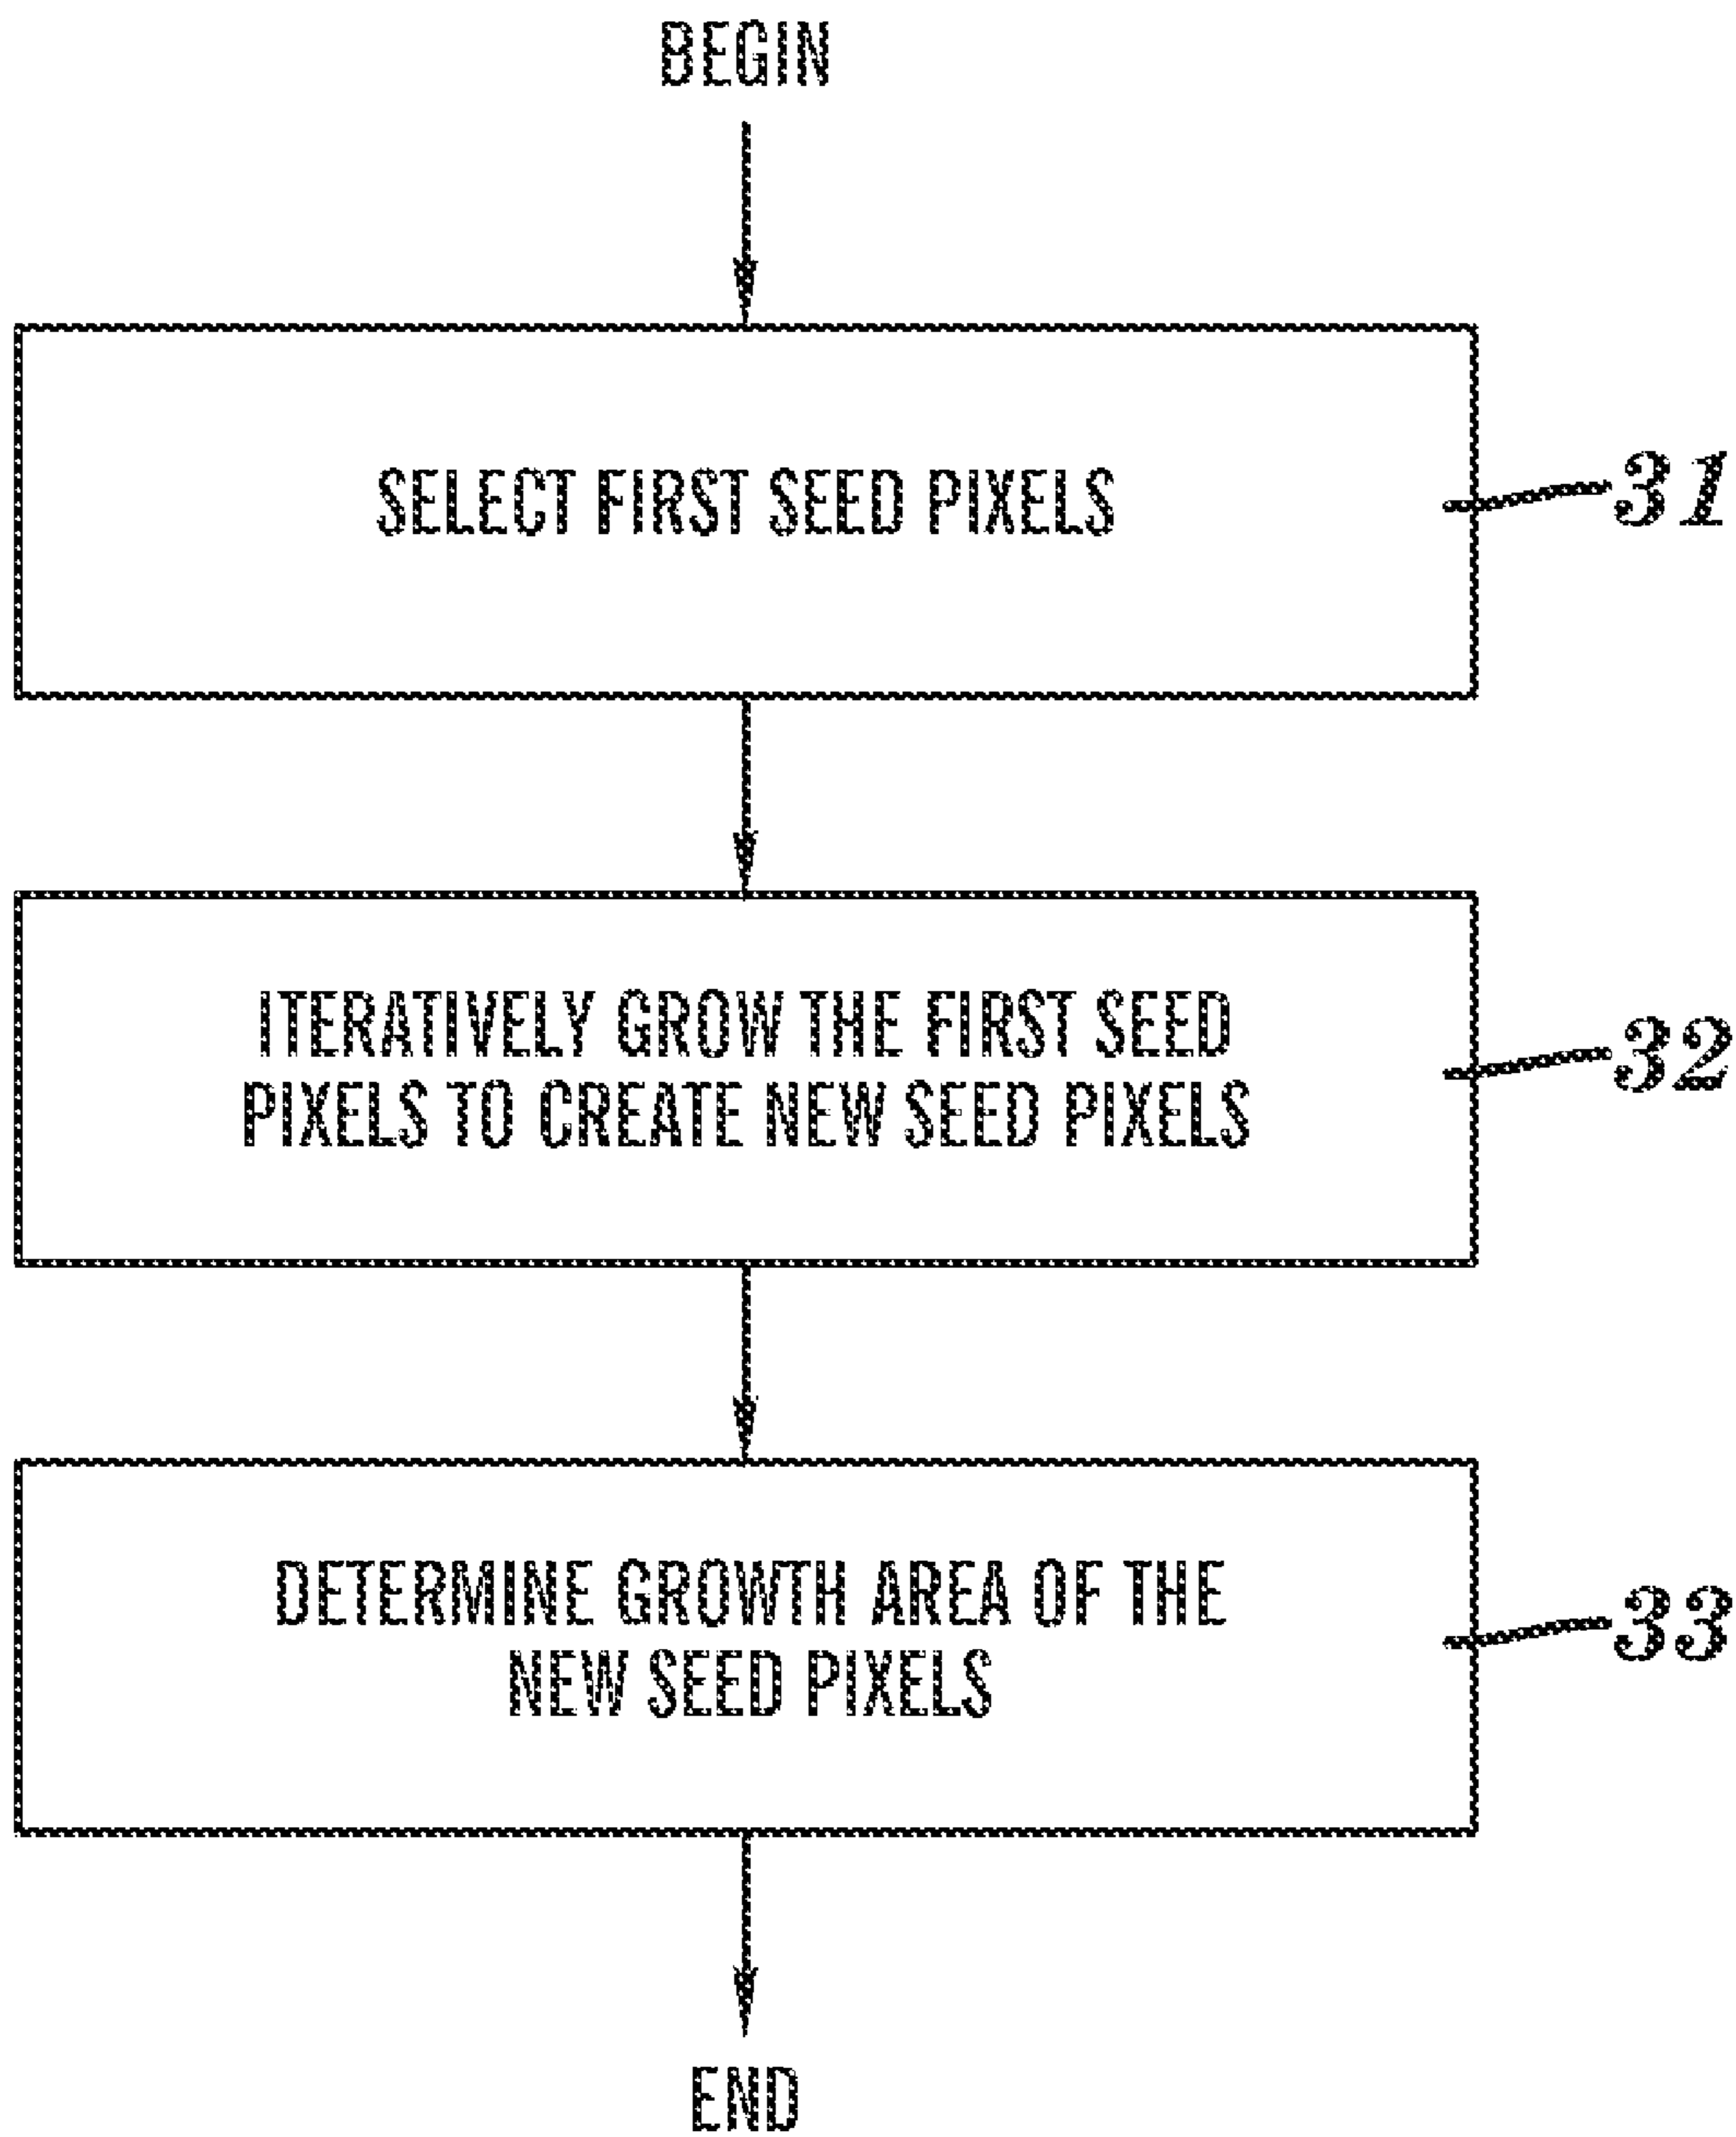 BEGIN
SELECT FIRST SEED PIXELS
31
ITERATIVELY GROW THE FIRST SEED
PIXELS TO CREATE NEW SEED PIXELS
32
DETERMINE GROWTH AREA OF THE
NEW SEED PIXELS
33
END